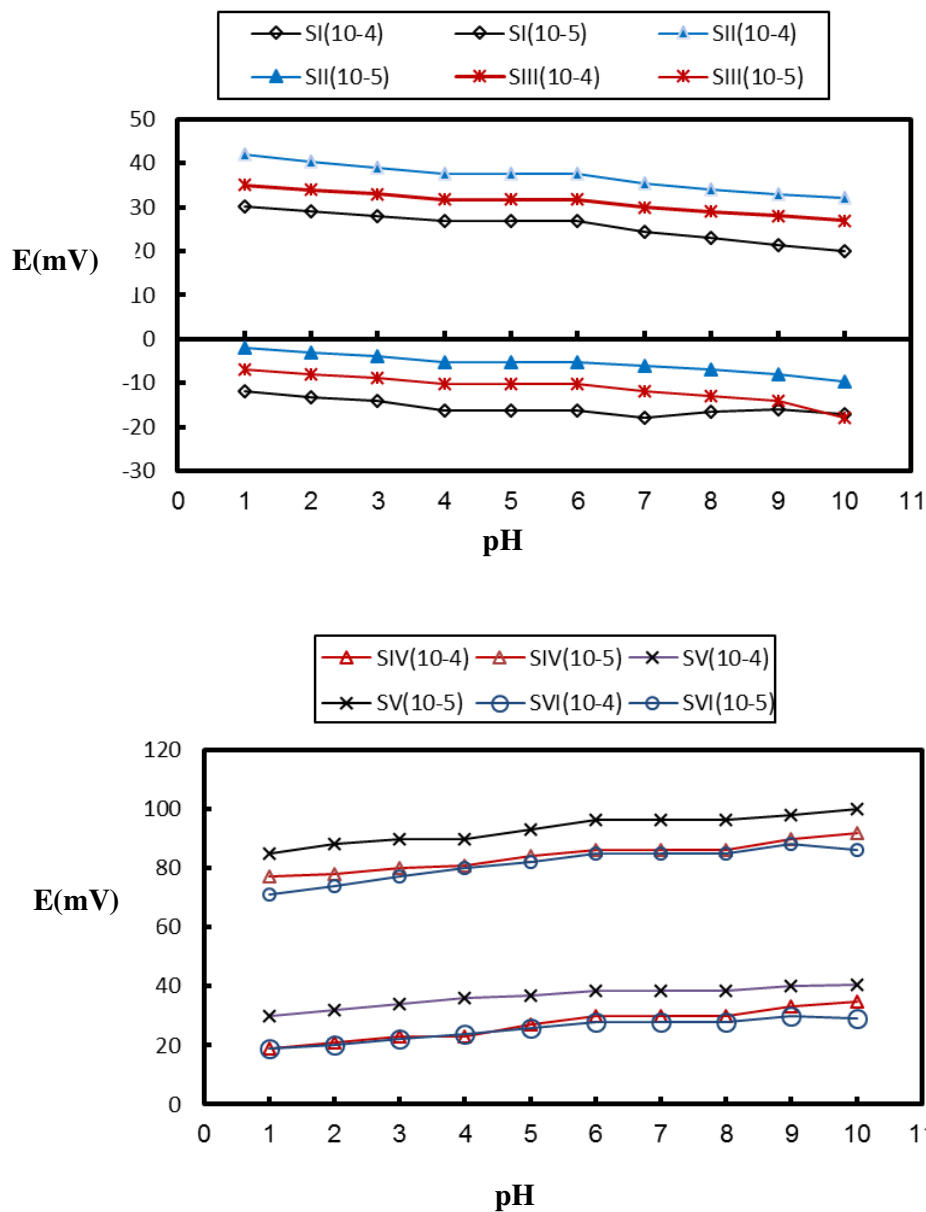 SI(10-4) SI(10-5) SII(10-4)
SII(10-5) SIII(10-4) SIII(10-5)
50
40
30
20
10
0
-10
-20
-30
E(mV)
0 1 2 3 4 5 6 7 8 9 10 11
pH
SIV(10-4) SIV(10-5) SV(10-4)
SV(10-5) SVI(10-4) SVI(10-5)
120
100
80
60
40
20
0
E(mV)
0 1 2 3 4 5 6 7 8 9 10 11
pH